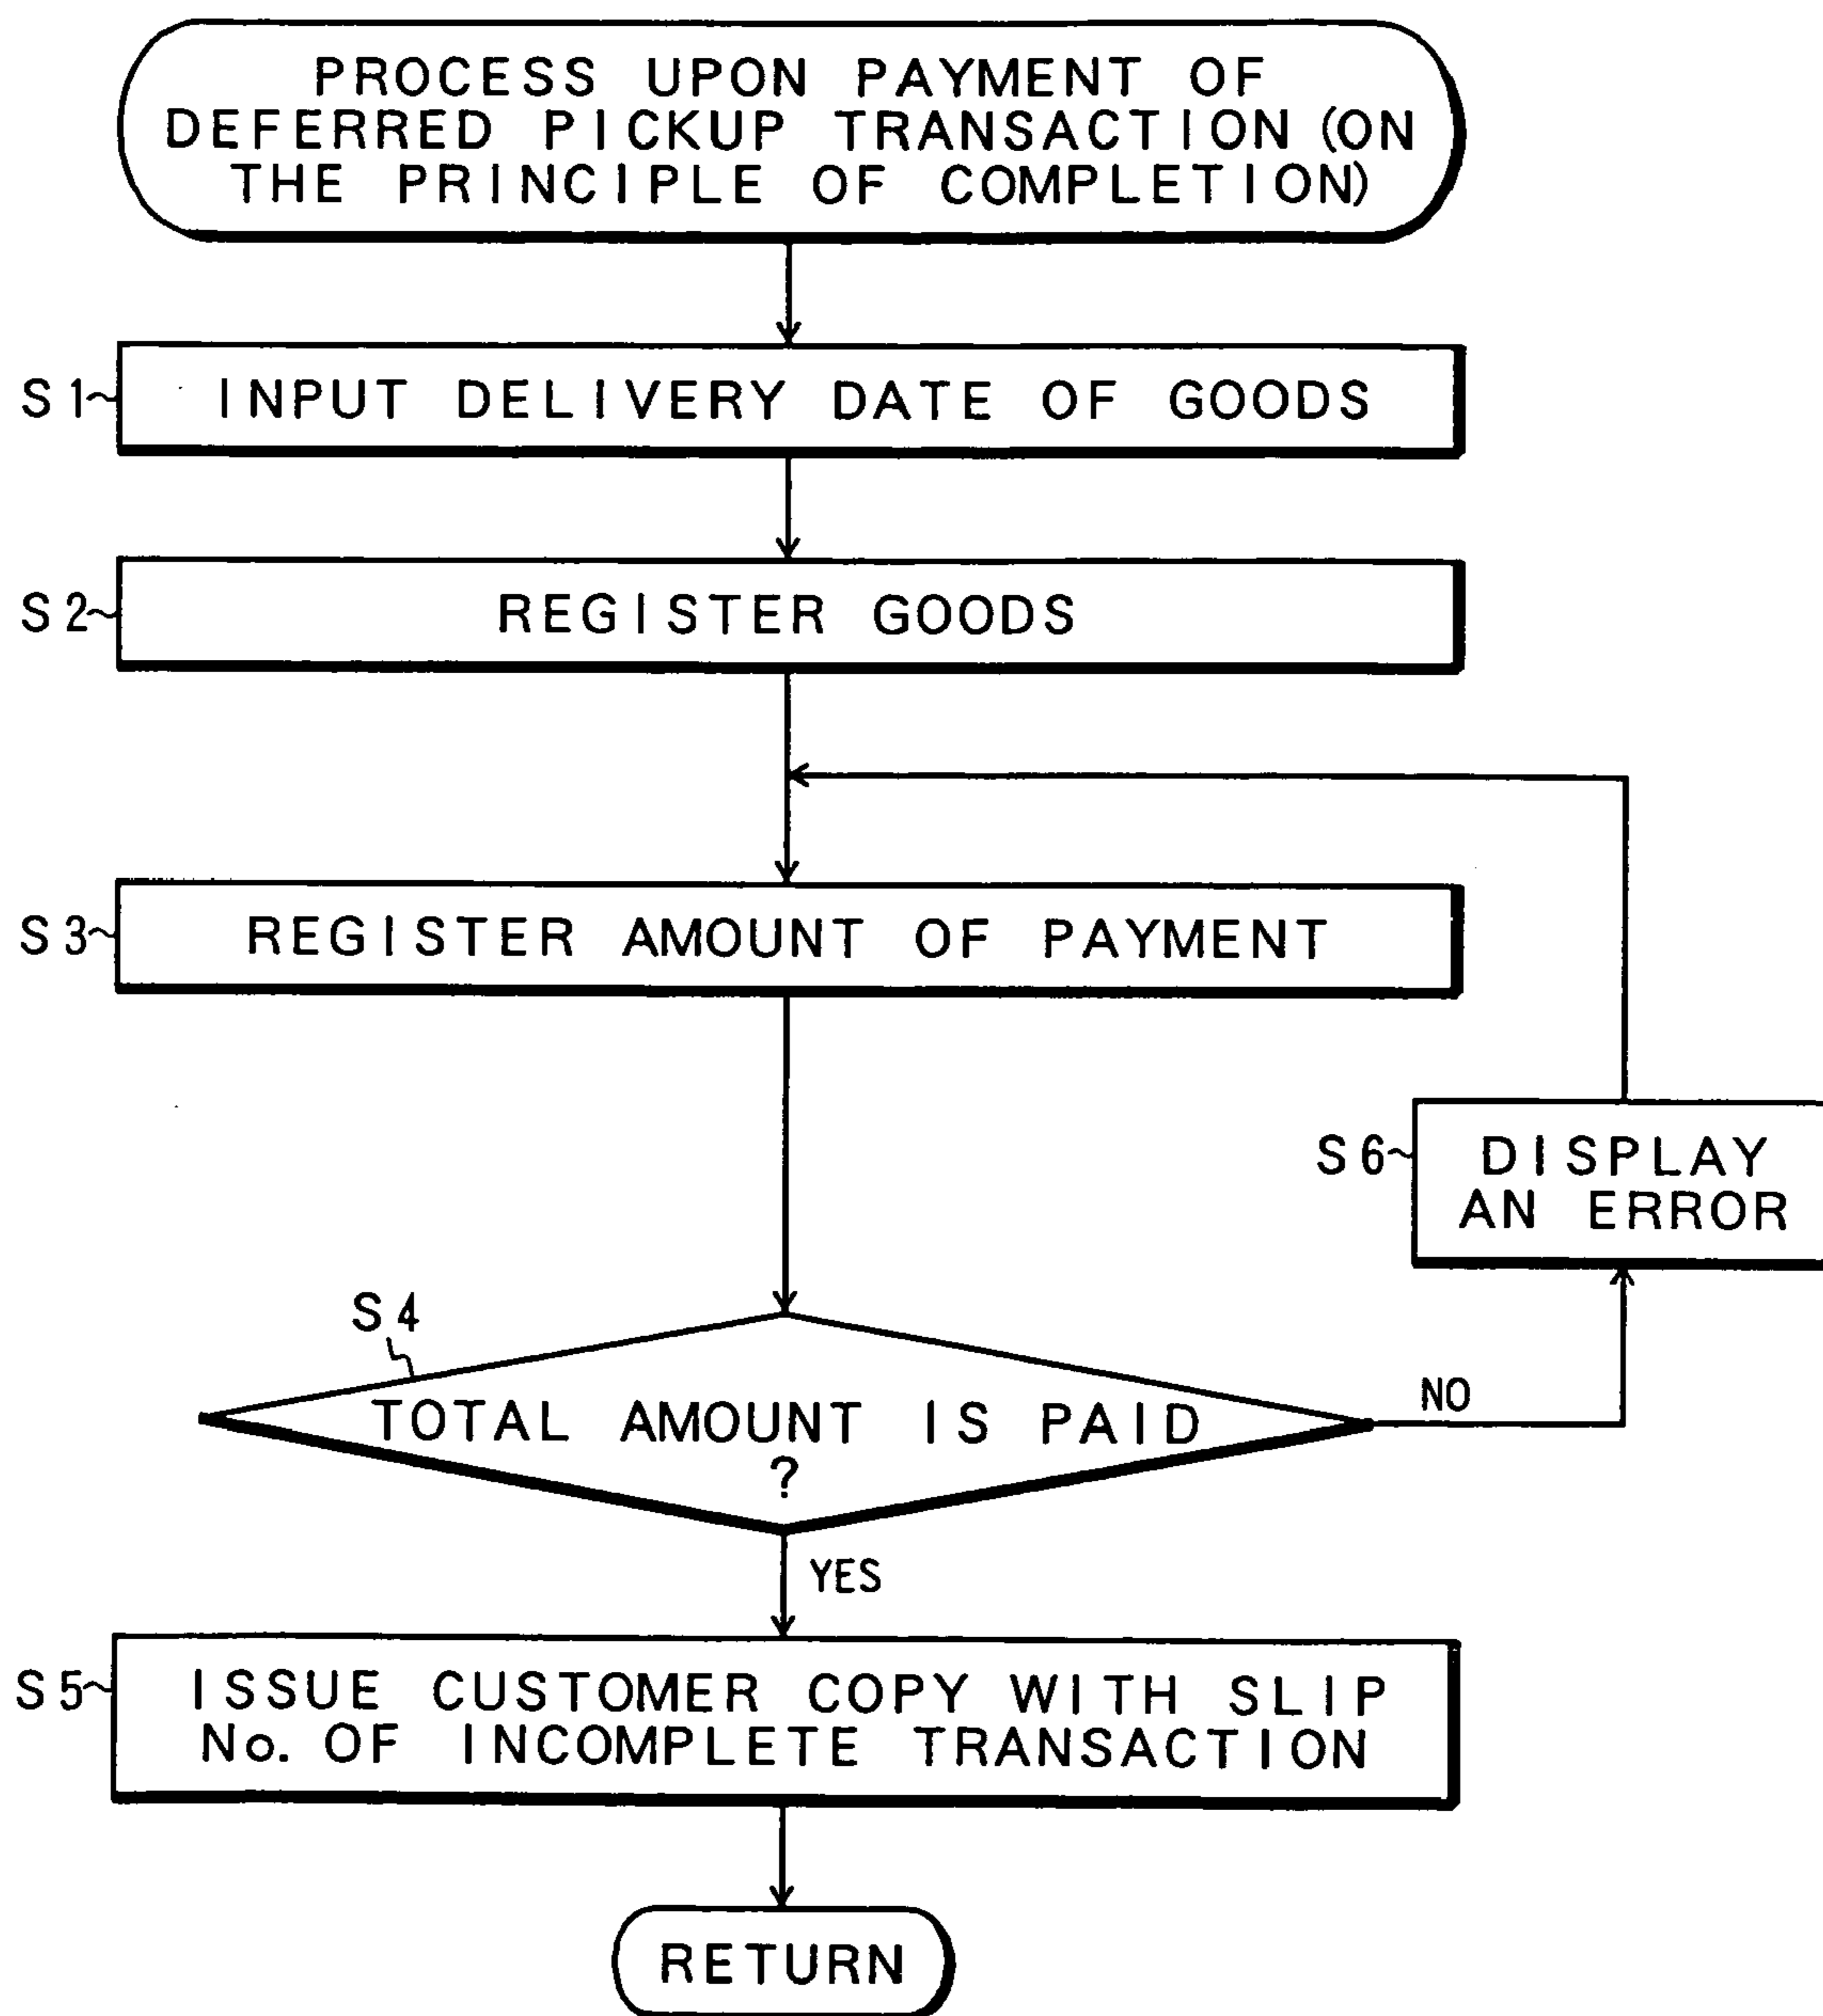 PROCESS UPON PAYMENT OF
DEFERRED PICKUP TRANSACTION (ON
THE PRINCIPLE OF COMPLETION)
S1
INPUT DELIVERY DATE OF GOODS
S2
REGISTER GOODS
S3
REGISTER AMOUNT OF PAYMENT
S6
DISPLAY
AN ERROR
S4
TOTAL AMOUNT IS PAID
?
NO
YES
S5
ISSUE CUSTOMER COPY WITH SLIP
No. OF INCOMPLETE TRANSACTION
RETURN